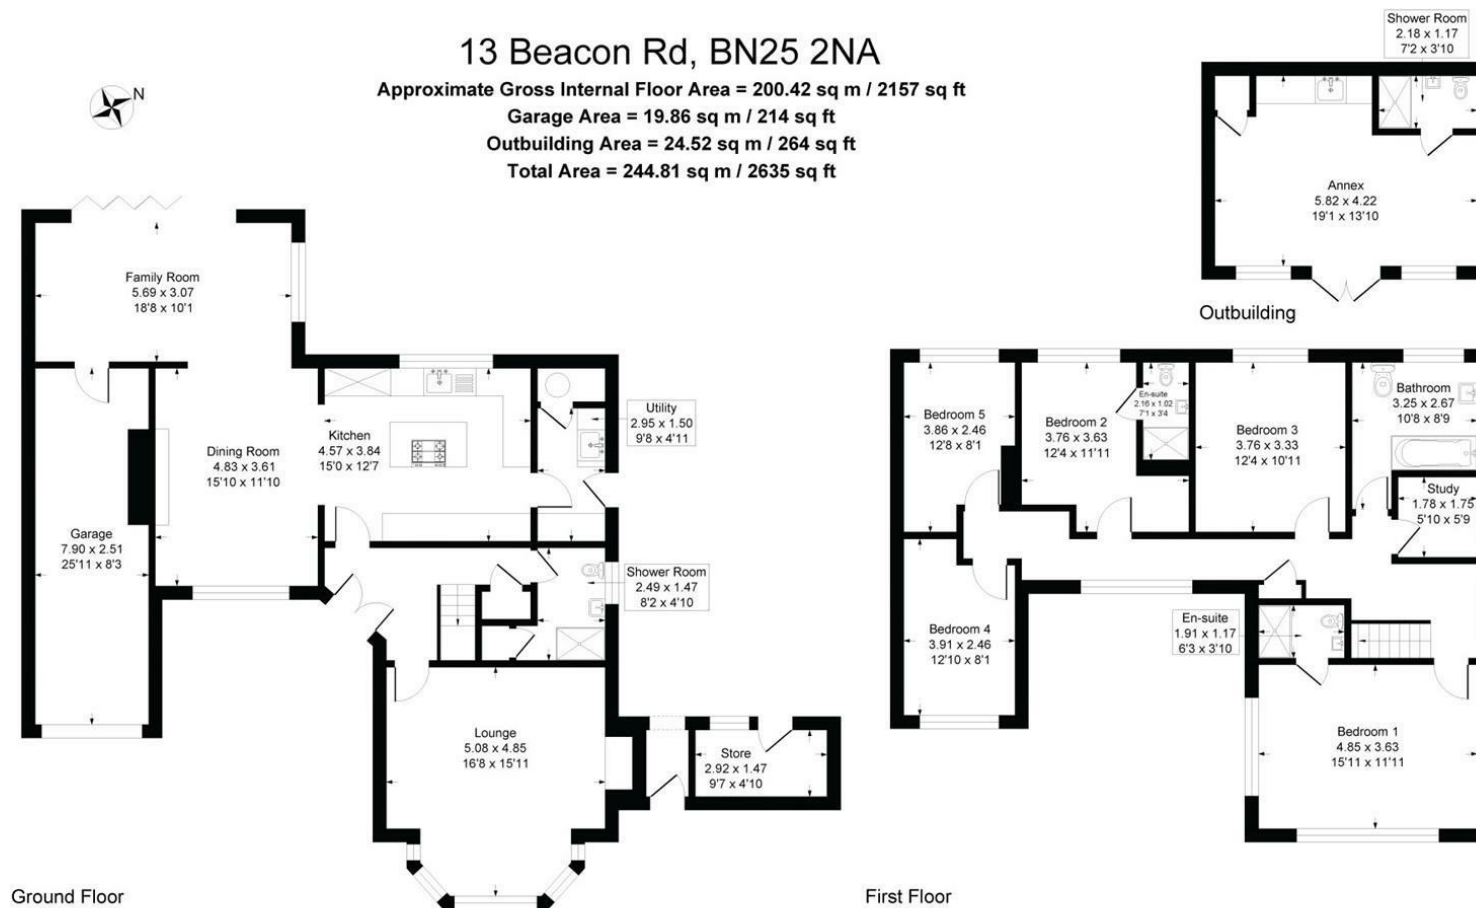 13 Beacon Rd, BN25 2NA
Approximate Gross Internal Floor Area = 200.42 sq m / 2157 sq ft
Garage Area = 19.86 sq m / 214 sq ft
Outbuilding Area = 24.52 sq m / 264 sq ft
Total Area = 244.81 sq m / 2635 sq ft
N
Shower Room
2.18 x 1.17
7'2 x 3'10
Annex
5.82 x 4.22
19'1 x 13'10
Outbuilding
Family Room
5.69 x 3.07
18'8 x 10'1
Utility
2.95 x 1.50
9'8 x 4'11
Kitchen
4.57 x 3.84
15'0 x 12'7
Dining Room
4.83 x 3.61
15'10 x 11'10
Garage
7.90 x 2.51
25'11 x 8'3
Shower Room
2.49 x 1.47
8'2 x 4'10
Lounge
5.08 x 4.85
16'8 x 15'11
Store
2.92 x 1.47
9'7 x 4'10
Ground Floor
Bedroom 5
3.86 x 2.46
12'8 x 8'1
Bedroom 2
3.76 x 3.63
12'4 x 11'11
En-suite
2.16 x 1.02
7'1 x 3'4
Bedroom 3
3.76 x 3.33
12'4 x 10'11
Bathroom
3.25 x 2.67
10'8 x 8'9
Study
1.78 x 1.75
5'10 x 5'9
Bedroom 4
3.91 x 2.46
12'10 x 8'1
En-suite
1.91 x 1.17
6'3 x 3'10
Bedroom 1
4.85 x 3.63
15'11 x 11'11
First Floor